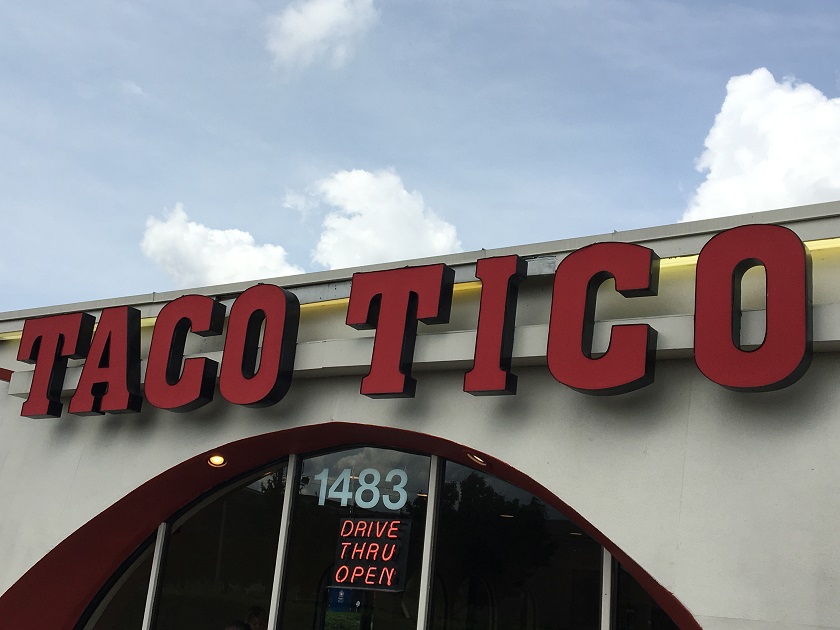 TACO TICO
1483
DRIVE
THRU
OPEN